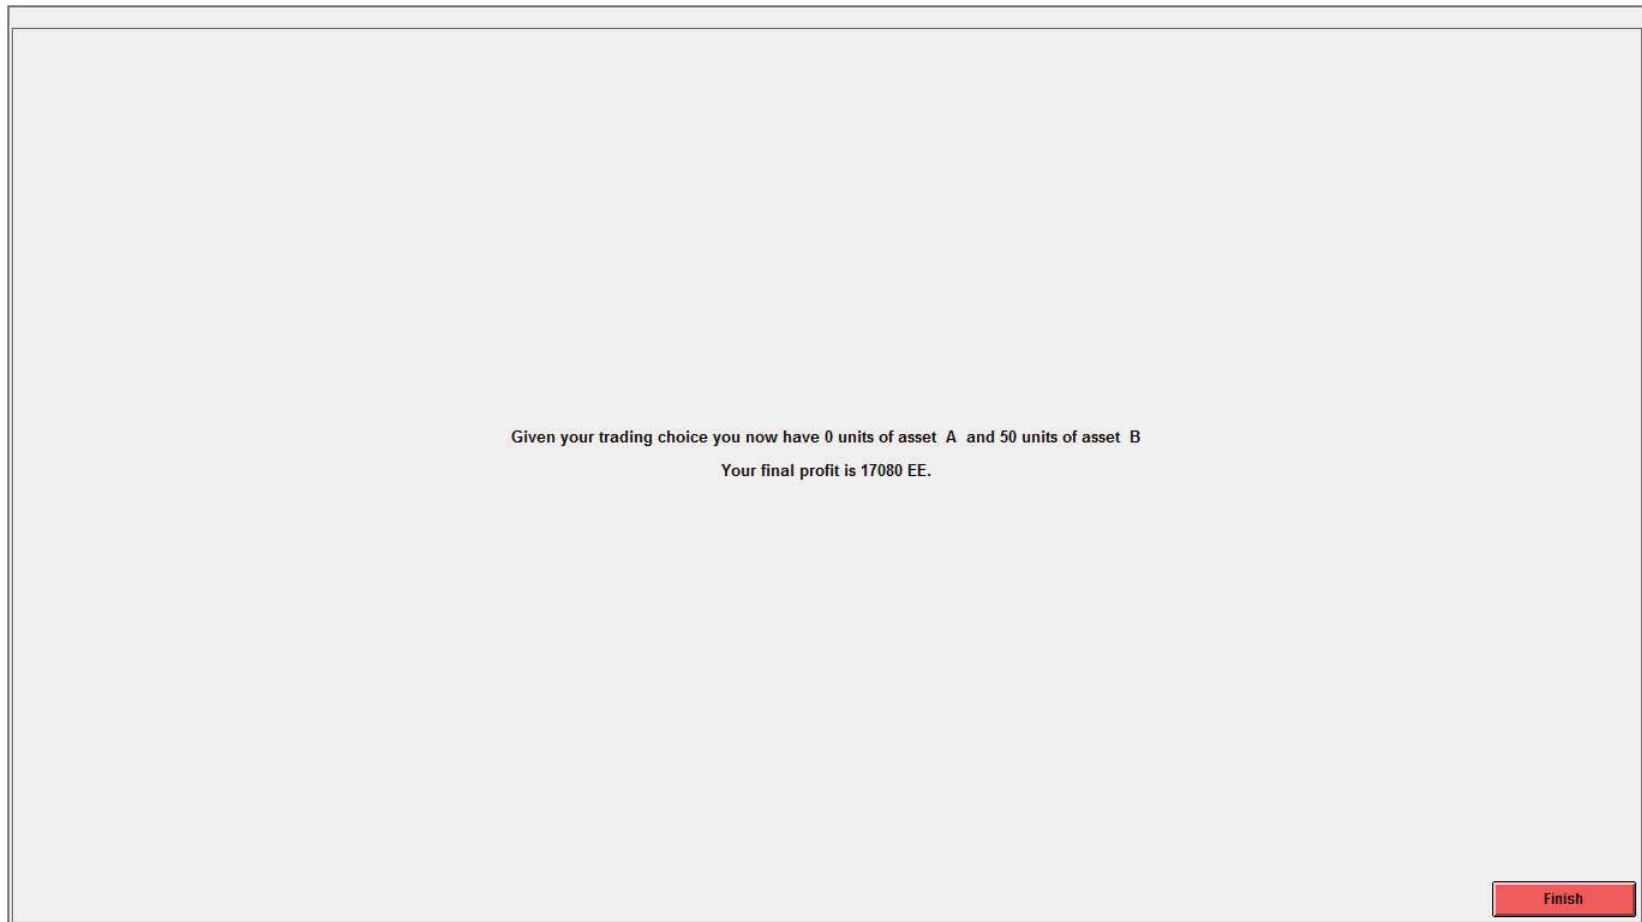 Given your trading choice you now have 0 units of asset A and 50 units of asset B
Your final profit is 17080 EE.
Finish